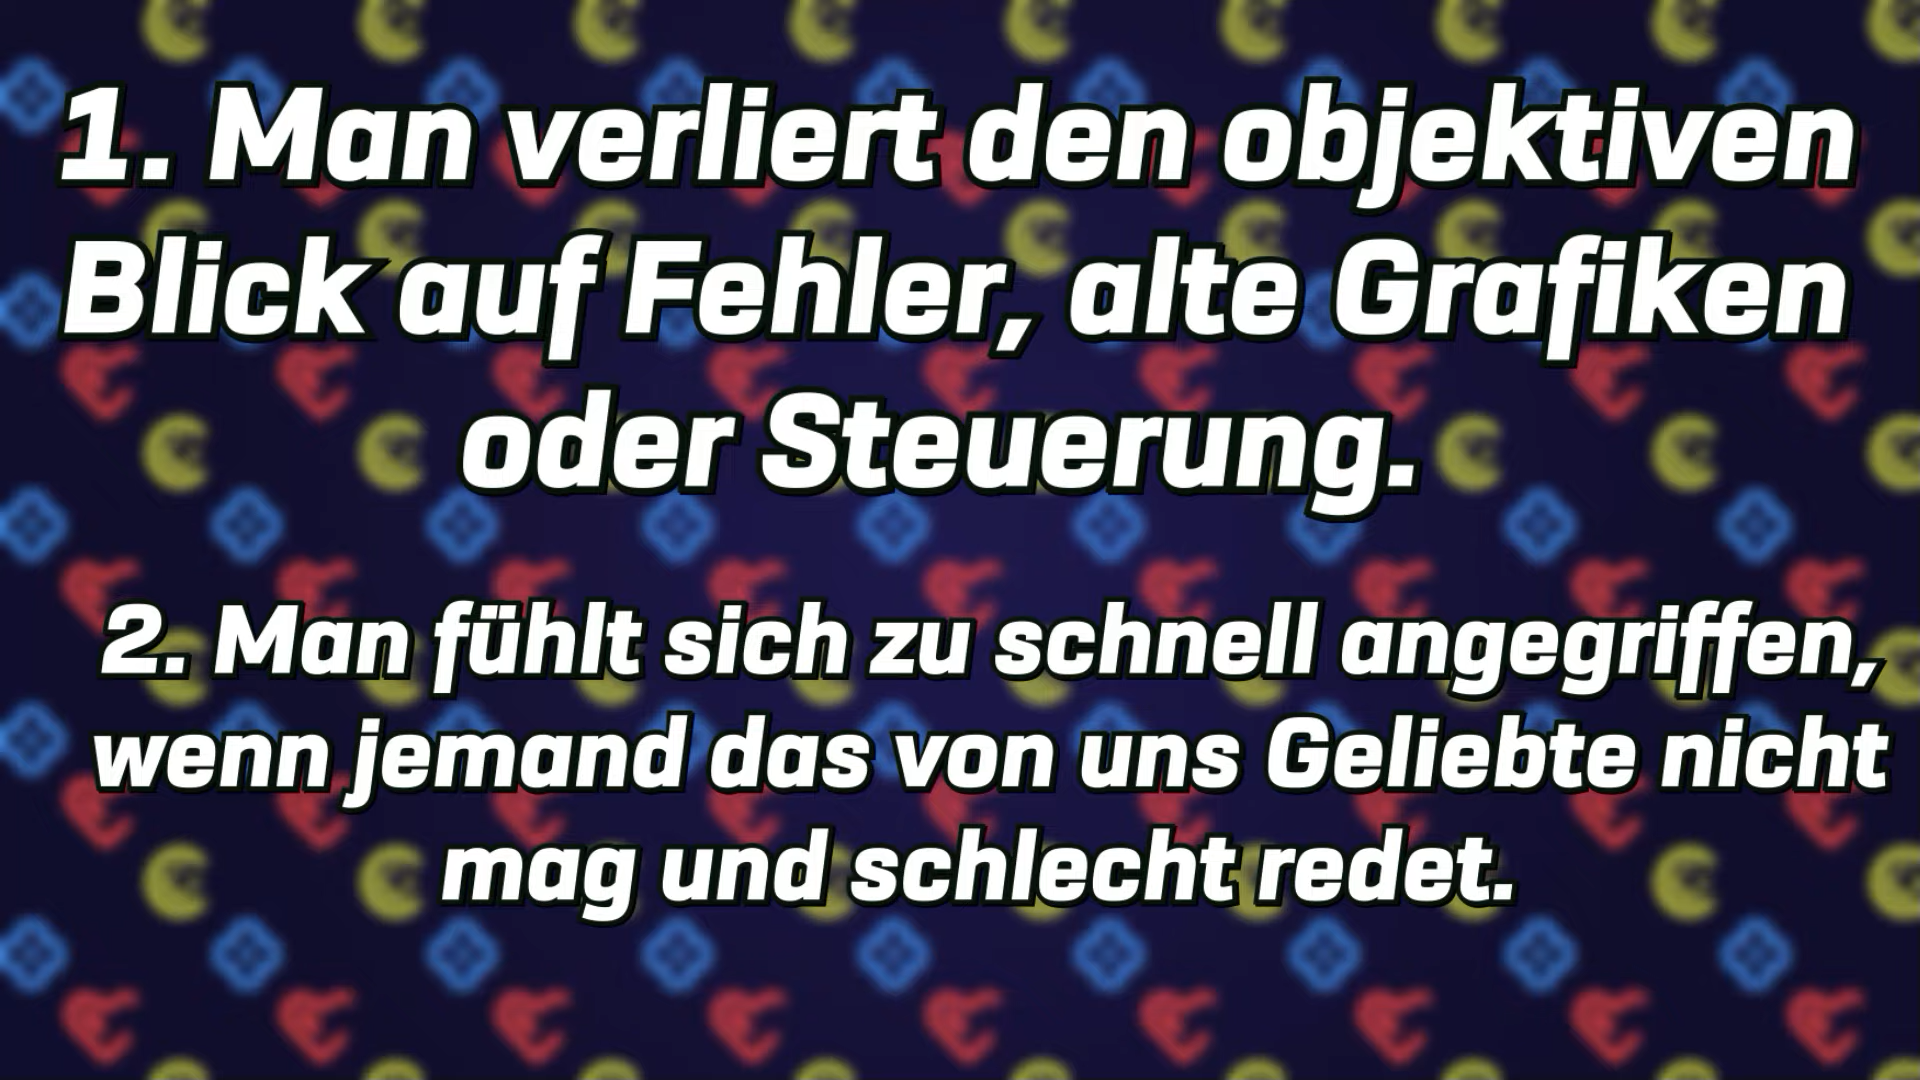 1. Man verliert den objektiven
Blick auf Fehler, alte Grafiken
oder Steuerung.
2. Man fühlt sich zu schnell angegriffen,
wenn jemand das von uns Geliebte nicht
mag und schlecht redet.